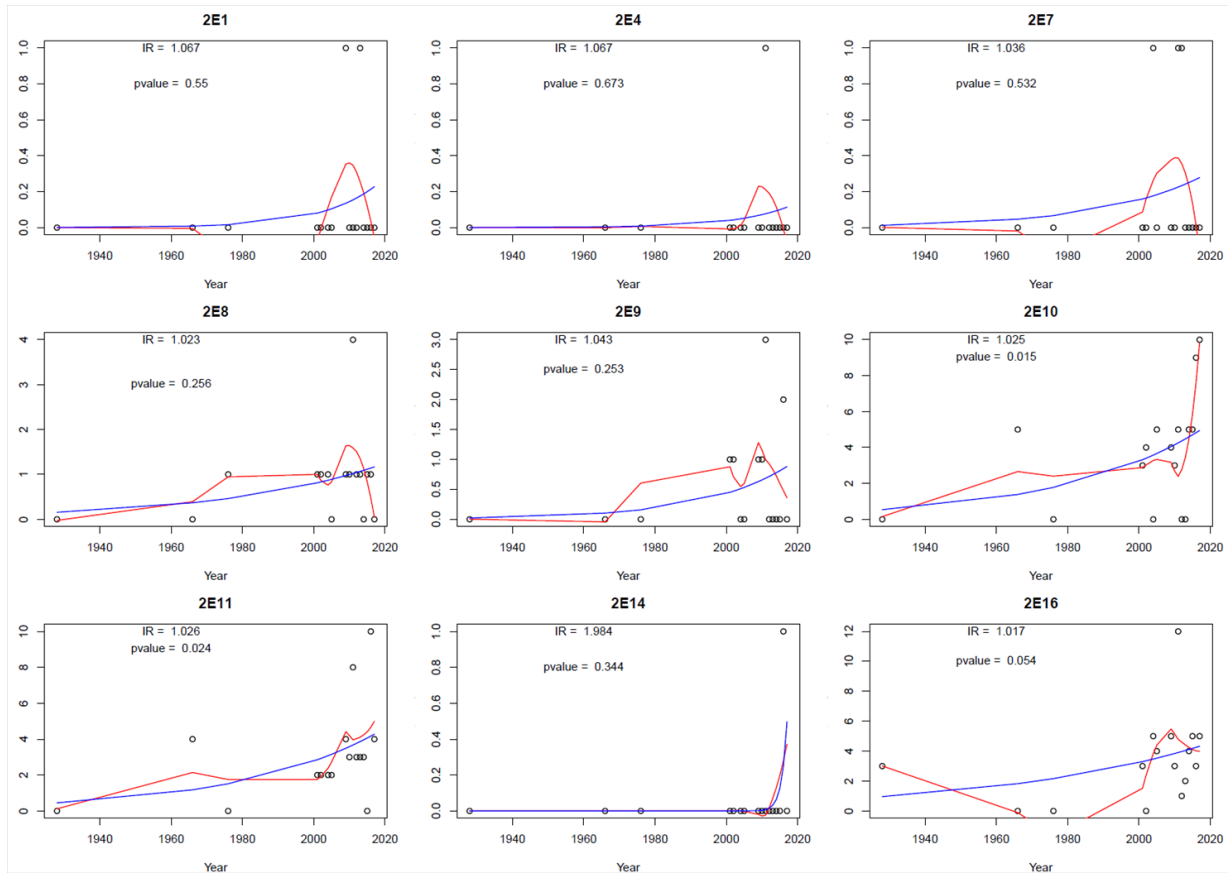 2E1
IR = 1.067
pvalue = 0.55
0.0 0.2 0.4 0.6 0.8 1.0
1940 1960 1980 2000 2020
Year
2E4
IR = 1.067
pvalue = 0.673
0.0 0.2 0.4 0.6 0.8 1.0
1940 1960 1980 2000 2020
Year
2E7
IR = 1.036
pvalue = 0.532
0.0 0.2 0.4 0.6 0.8 1.0
1940 1960 1980 2000 2020
Year
2E8
IR = 1.023
pvalue = 0.256
0 1 2 3 4
1940 1960 1980 2000 2020
Year
2E9
IR = 1.043
pvalue = 0.253
0.0 0.5 1.0 1.5 2.0 2.5 3.0
1940 1960 1980 2000 2020
Year
2E10
IR = 1.025
pvalue = 0.015
0 2 4 6 8 10
1940 1960 1980 2000 2020
Year
2E11
IR = 1.026
pvalue = 0.024
0 2 4 6 8 10
1940 1960 1980 2000 2020
Year
2E14
IR = 1.984
pvalue = 0.344
0.0 0.2 0.4 0.6 0.8 1.0
1940 1960 1980 2000 2020
Year
2E16
IR = 1.017
pvalue = 0.054
0 2 4 6 8 10 12
1940 1960 1980 2000 2020
Year